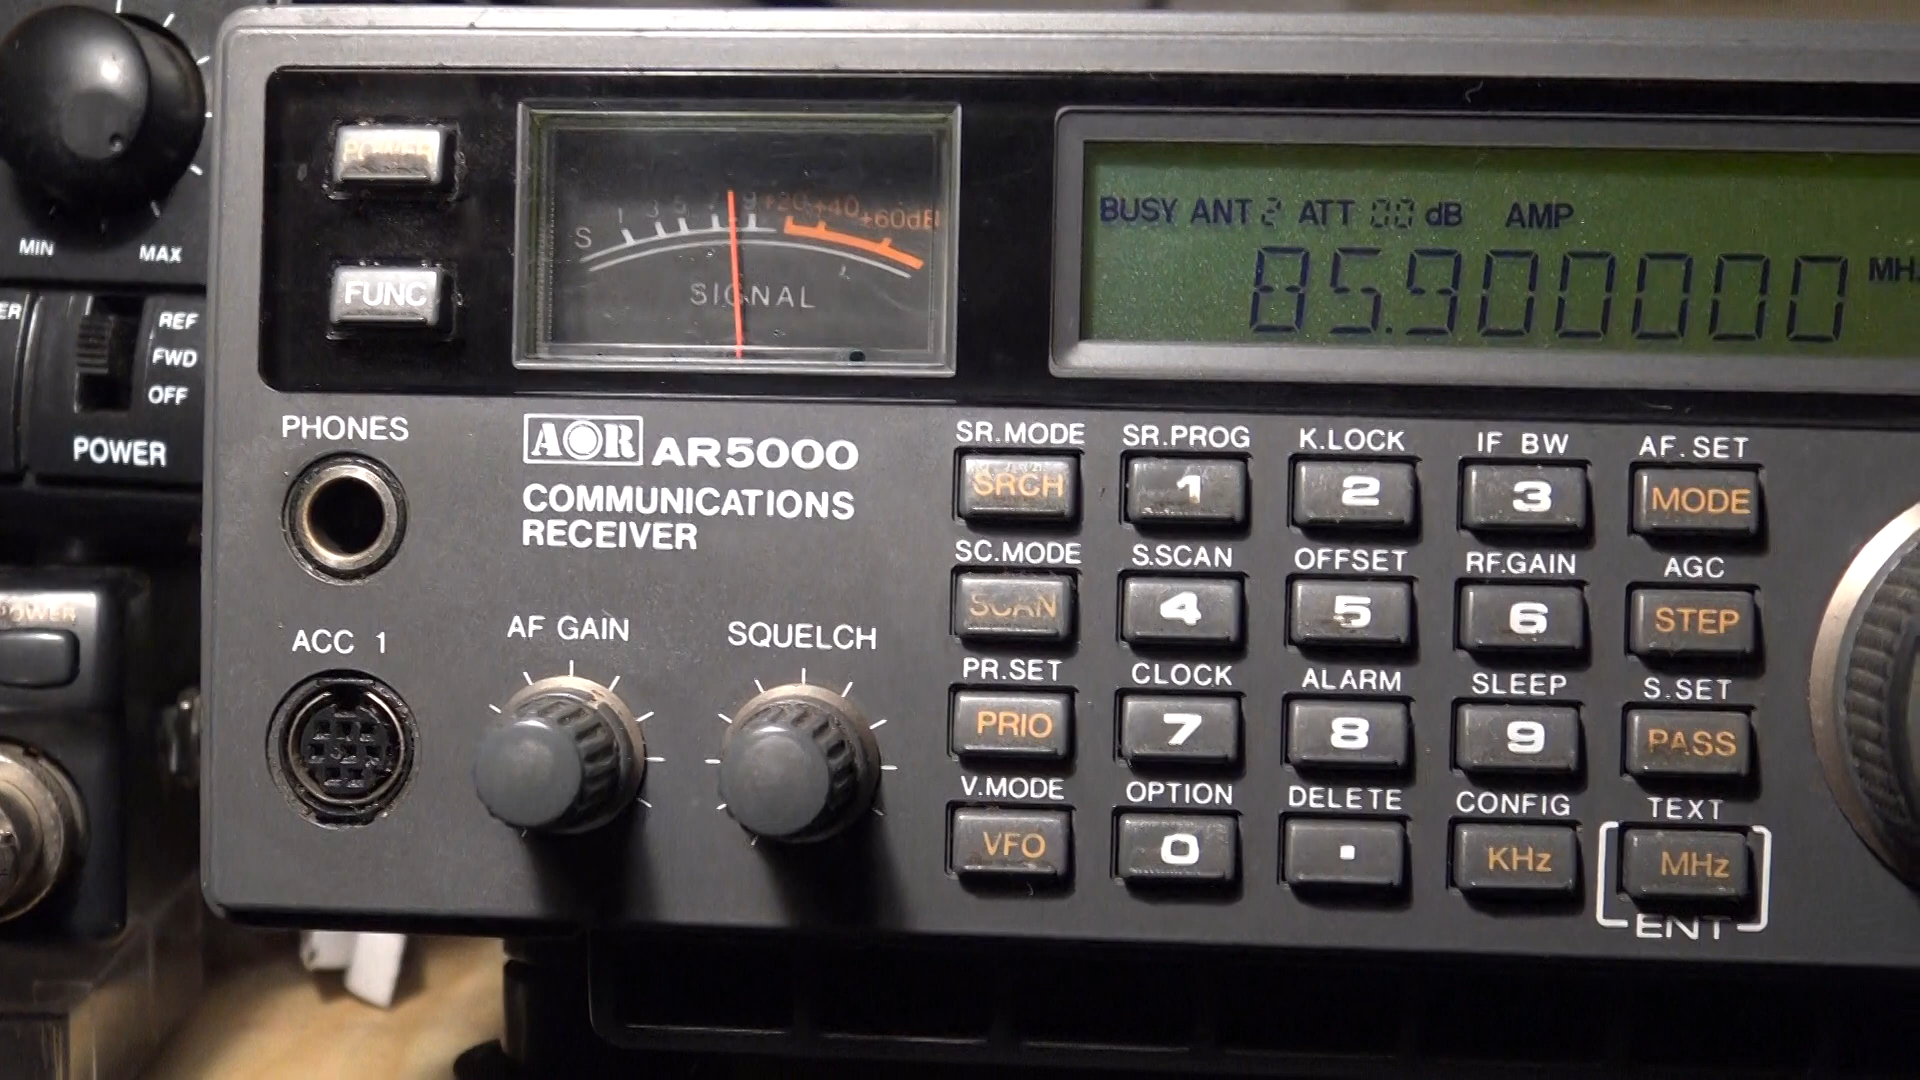 MIN
MAX
REF
FWD
OFF
POWER
POWER
POWER
FUNC
S 1 3 5 7 9 +20 +40 +60dB
SIGNAL
BUSY ANT 2 ATT 00 dB AMP
85.900000
PHONES
AOR AR5000
COMMUNICATIONS
RECEIVER
ACC 1
AF GAIN
SQUELCH
SR.MODE SR.PROG K.LOCK IF BW AF.SET
SRCH 1 2 3 MODE
SC.MODE S.SCAN OFFSET RF.GAIN AGC
SCAN 4 5 6 STEP
PR.SET CLOCK ALARM SLEEP S.SET
PRIO 7 8 9 PASS
V.MODE OPTION DELETE CONFIG TEXT
VFO 0 . KHz MHz
ENT